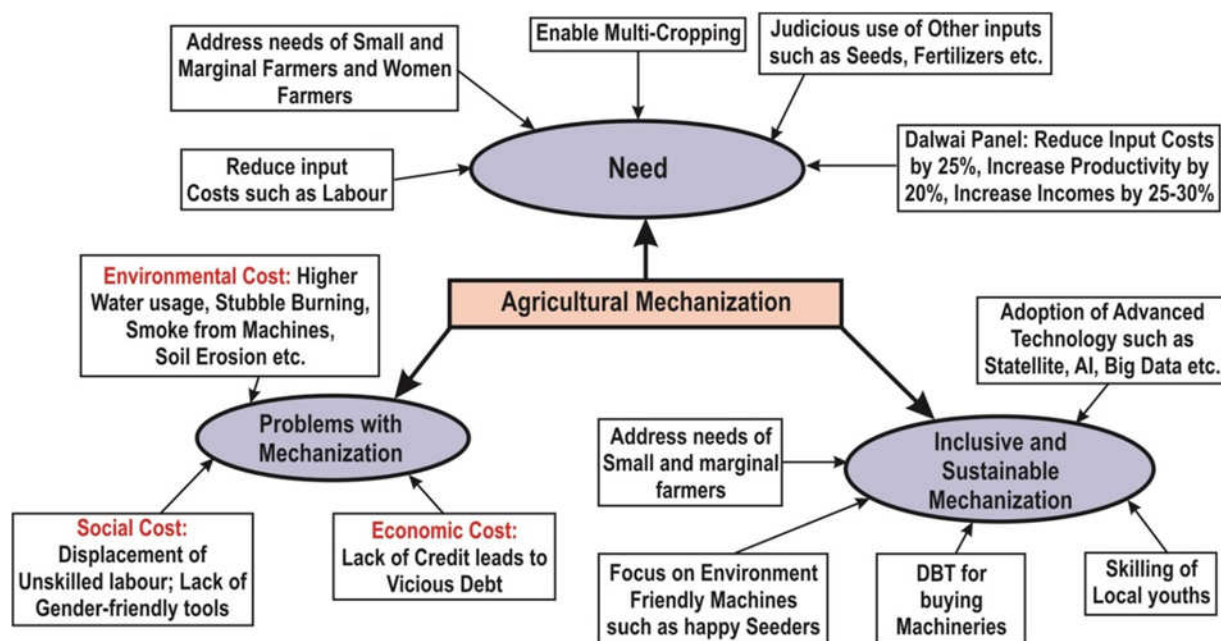 Address needs of Small and
Marginal Farmers and Women
Farmers
Enable Multi-Cropping
Judicious use of Other inputs
such as Seeds, Fertilizers etc.
Reduce input
Costs such as Labour
Need
Dalwai Panel: Reduce Input Costs
by 25%, Increase Productivity by
20%, Increase Incomes by 25-30%
Agricultural Mechanization
Environmental Cost: Higher
Water usage, Stubble Burning,
Smoke from Machines,
Soil Erosion etc.
Problems with
Mechanization
Social Cost:
Displacement of
Unskilled labour; Lack of
Gender-friendly tools
Economic Cost:
Lack of Credit leads to
Vicious Debt
Adoption of Advanced
Technology such as
Statellite, AI, Big Data etc.
Address needs of
Small and marginal
farmers
Inclusive and
Sustainable
Mechanization
Focus on Environment
Friendly Machines
such as happy Seeders
DBT for
buying
Machineries
Skilling of
Local youths